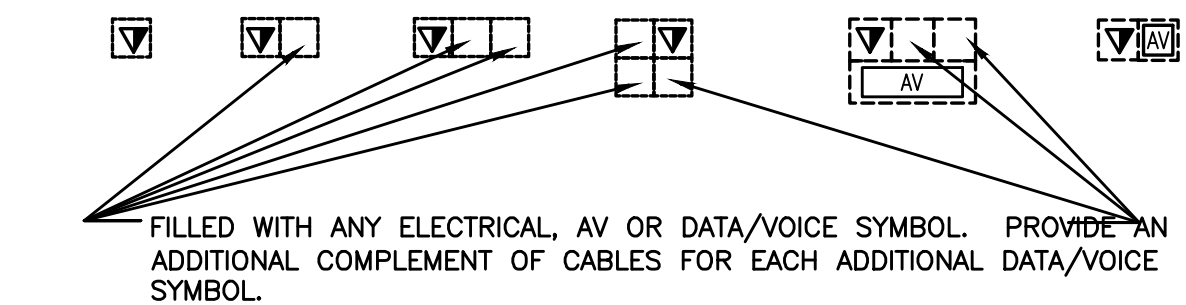 AV
AV
FILLED WITH ANY ELECTRICAL, AV OR DATA/VOICE SYMBOL. PROVIDE AN
ADDITIONAL COMPLEMENT OF CABLES FOR EACH ADDITIONAL DATA/VOICE
SYMBOL.